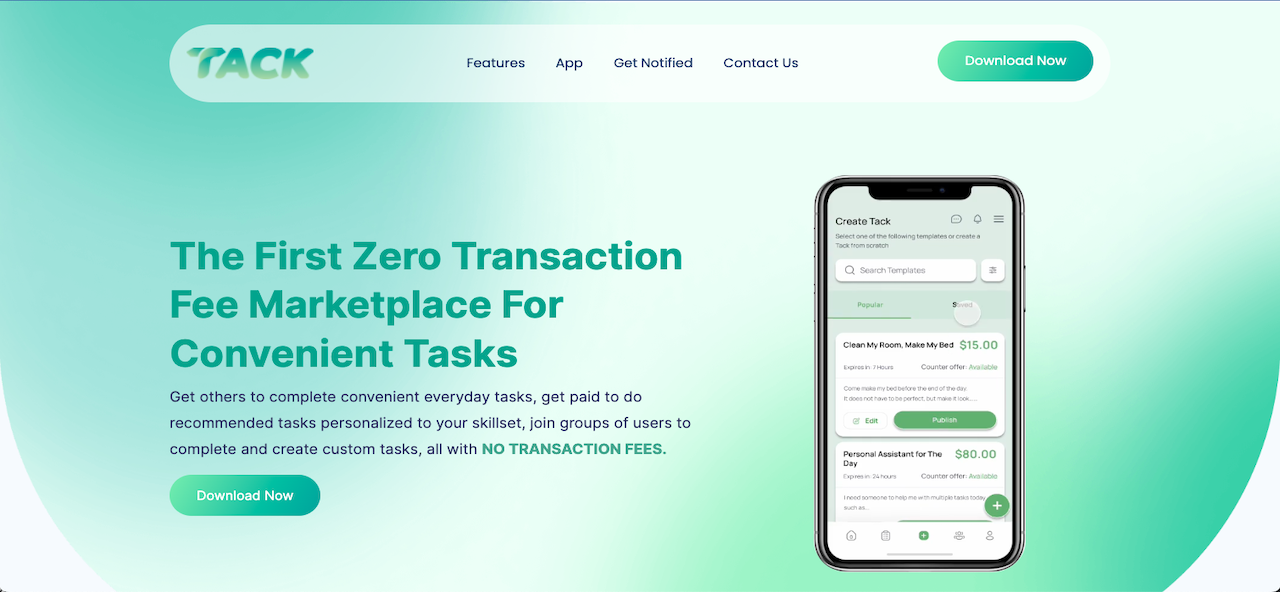 TACK
Features
App
Get Notified
Contact Us
Download Now
The First Zero Transaction
Fee Marketplace For
Convenient Tasks
Get others to complete convenient everyday tasks, get paid to do
recommended tasks personalized to your skillset, join groups of users to
complete and create custom tasks, all with NO TRANSACTION FEES.
Download Now
Create Tack
Select one of the following templates or create a
Tack from scratch
Search Templates
Popular
Saved
Clean My Room, Make My Bed $15.00
Expires in 7 Hours
Counter offer: Available
Come make my bed before the end of the day.
It does not have to be perfect, but make it look......
Edit
Publish
Personal Assistant for The
Day
$80.00
Expires in 24 hours
Counter offer: Available
I need someone to help me with multiple tasks today
such as..